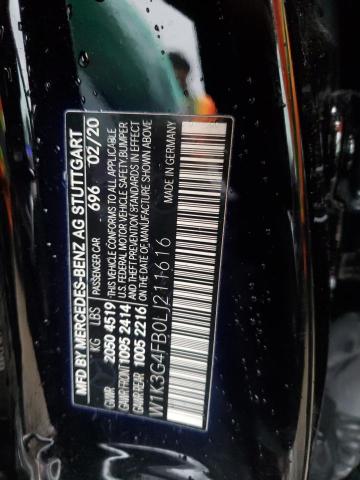 MFD BY MERCEDES-BENZ AG STUTTGART
PASSENGER CAR 696 02/20
KG LBS
GVWR 2050 4519
GAWR FRONT 1095 2414
GAWR REAR 1005 2216
THIS VEHICLE CONFORMS TO ALL APPLICABLE
U.S. FEDERAL MOTOR VEHICLE SAFETY, BUMPER
AND THEFT PREVENTION STANDARDS IN EFFECT
ON THE DATE OF MANUFACTURE SHOWN ABOVE
W1K3G4FB0LJ211616
MADE IN GERMANY